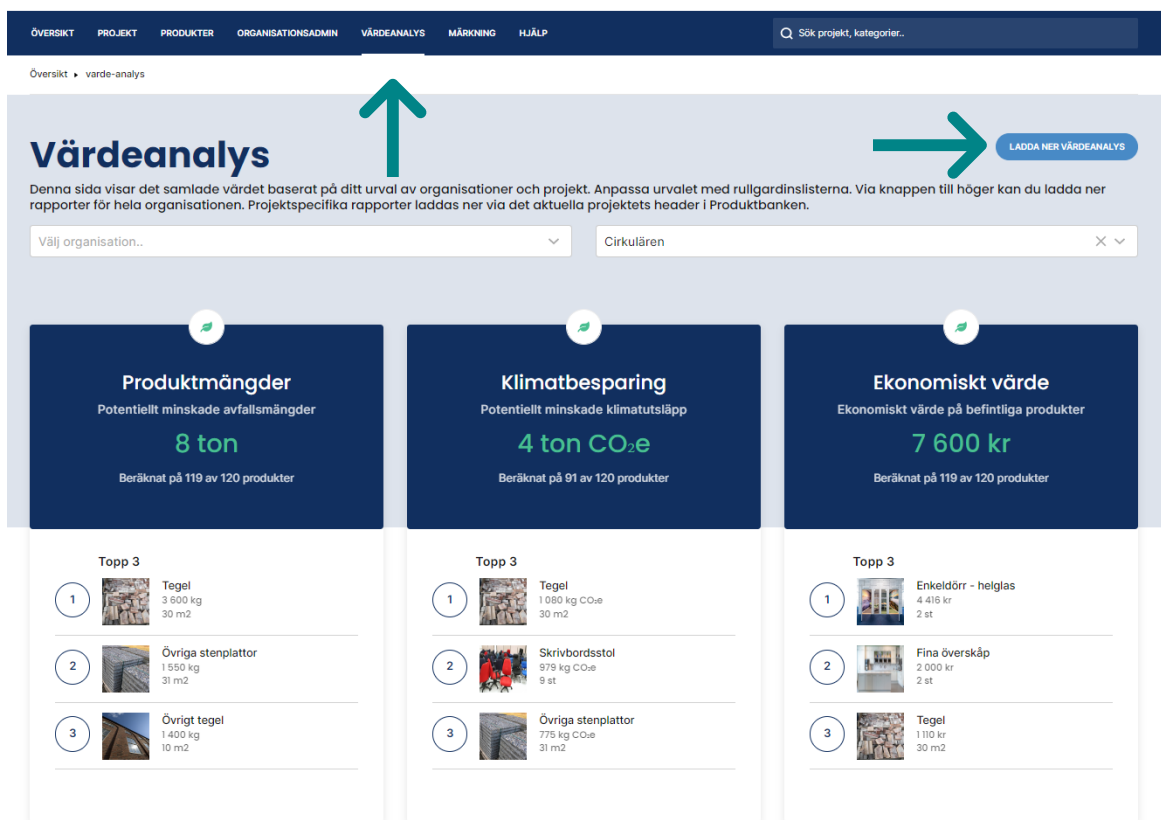 ÖVERSIKT PROJEKT PRODUKTER ORGANISATIONSADMIN VÄRDEANALYS MÄRKNING HJÄLP Sök projekt, kategorier..
Översikt ▸ varde-analys
Värdeanalys
LADDA NER VÄRDEANALYS
Denna sida visar det samlade värdet baserat på ditt urval av organisationer och projekt. Anpassa urvalet med rullgardinslisterna. Via knappen till höger kan du ladda ner
rapporter för hela organisationen. Projektspecifika rapporter laddas ner via det aktuella projektets header i Produktbanken.
Välj organisation..
Cirkulären
Produktmängder
Potentiellt minskade avfallsmängder
8 ton
Beräknat på 119 av 120 produkter
Topp 3
1
Tegel
3 600 kg
30 m2
2
Övriga stenplattor
1 550 kg
31 m2
3
Övrigt tegel
1 400 kg
10 m2
Klimatbesparing
Potentiellt minskade klimatutsläpp
4 ton CO₂e
Beräknat på 91 av 120 produkter
Topp 3
1
Tegel
1 080 kg CO₂e
30 m2
2
Skrivbordsstol
979 kg CO₂e
9 st
3
Övriga stenplattor
775 kg CO₂e
31 m2
Ekonomiskt värde
Ekonomiskt värde på befintliga produkter
7 600 kr
Beräknat på 119 av 120 produkter
Topp 3
1
Enkeldörr - helglas
4 416 kr
2 st
2
Fina överskåp
2 000 kr
2 st
3
Tegel
1 110 kr
30 m2